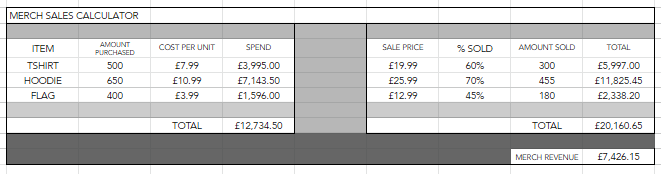 MERCH SALES CALCULATOR
ITEM AMOUNT PURCHASED COST PER UNIT SPEND SALE PRICE % SOLD AMOUNT SOLD TOTAL
TSHIRT 500 £7.99 £3,995.00 £19.99 60% 300 £5,997.00
HOODIE 650 £10.99 £7,143.50 £25.99 70% 455 £11,825.45
FLAG 400 £3.99 £1,596.00 £12.99 45% 180 £2,338.20
TOTAL £12,734.50 TOTAL £20,160.65
MERCH REVENUE £7,426.15